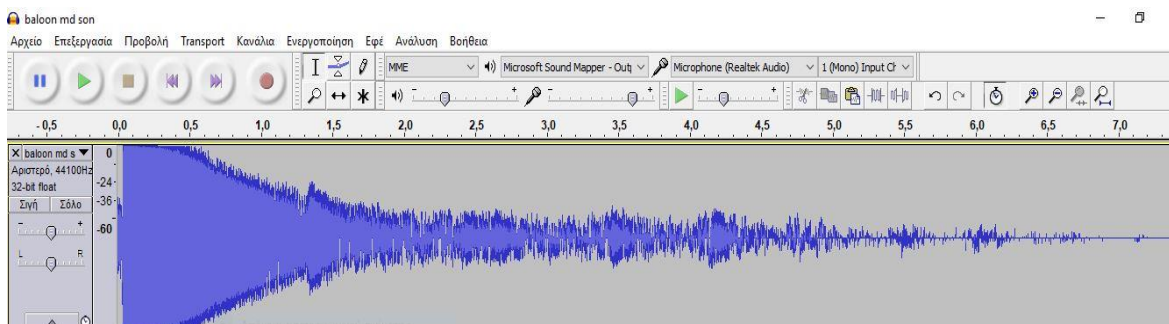 baloon md son
Αρχείο Επεξεργασία Προβολή Transport Κανάλια Ενεργοποίηση Εφέ Ανάλυση Βοήθεια
MME Microsoft Sound Mapper - Outp Microphone (Realtek Audio) 1 (Mono) Input Ch
- 0,5 0,0 0,5 1,0 1,5 2,0 2,5 3,0 3,5 4,0 4,5 5,0 5,5 6,0 6,5 7,0
baloon md s 0
Αριστερό, 44100Hz
32-bit float -24
Σιγή Σόλο -36
- + -60
L R